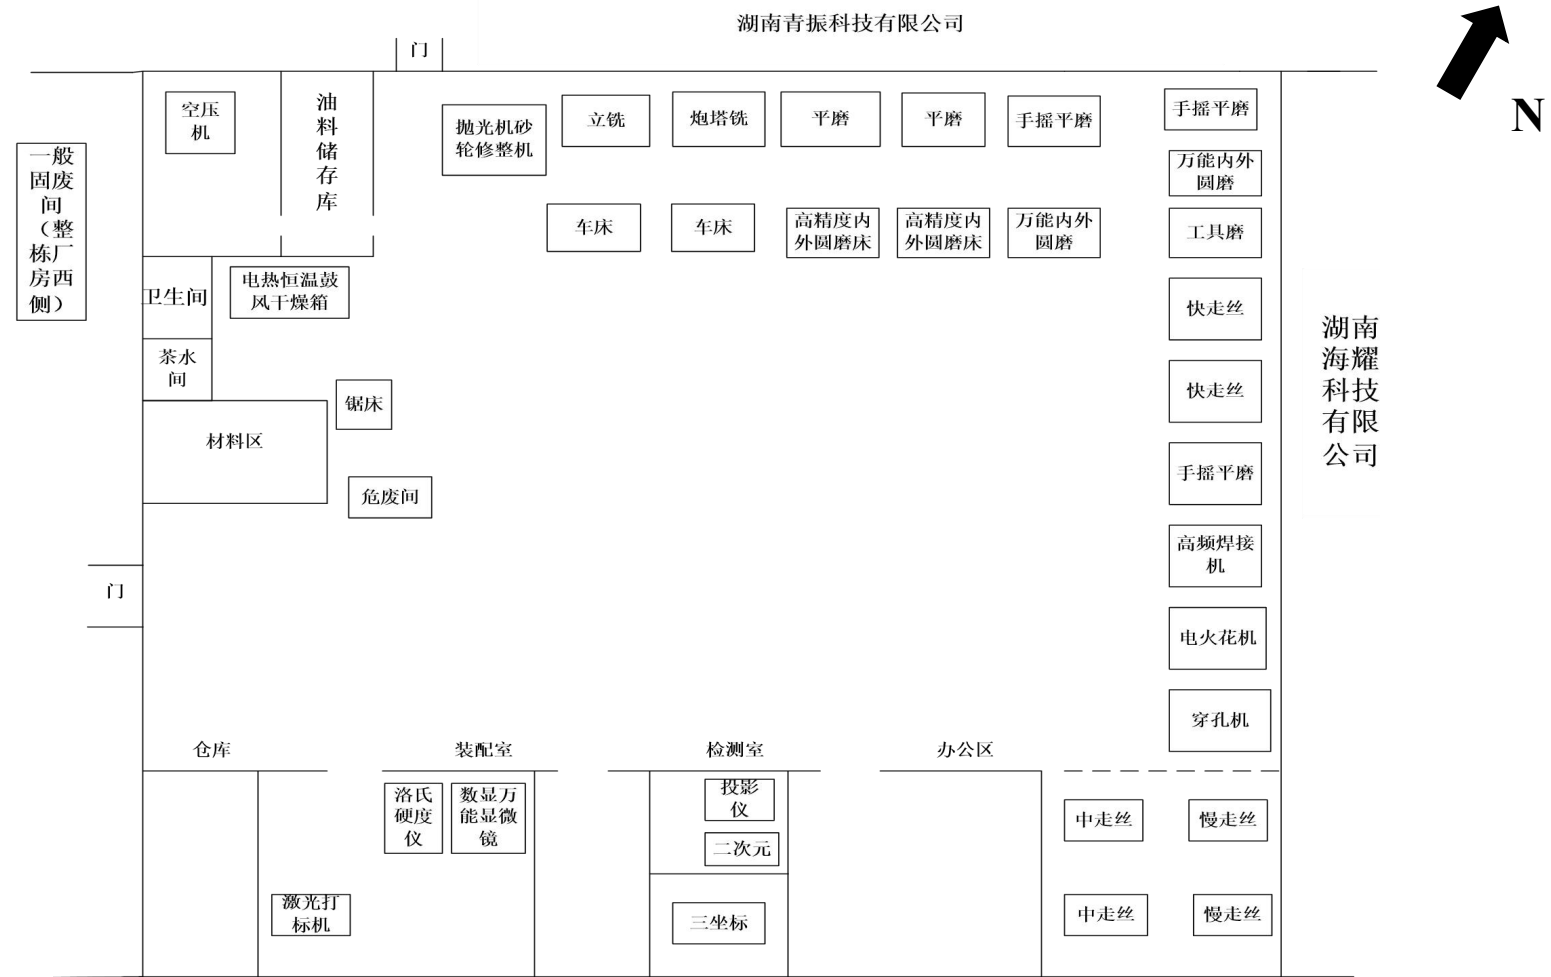 湖南青振科技有限公司
N
门
空压
机
油
料
储
存
库
抛光机砂
轮修整机
立铣
炮塔铣
平磨
平磨
手摇平磨
手摇平磨
一般
固废
间
（整
栋厂
房西
侧）
万能内外
圆磨
车床
车床
高精度内
外圆磨床
高精度内
外圆磨床
万能内外
圆磨
工具磨
卫生间
电热恒温鼓
风干燥箱
快走丝
湖南
海耀
科技
有限
公司
茶水
间
锯床
快走丝
材料区
手摇平磨
危废间
高频焊接
机
门
电火花机
穿孔机
仓库
装配室
检测室
办公区
洛氏
硬度
仪
数显万
能显微
镜
投影
仪
二次元
中走丝
慢走丝
激光打
标机
三坐标
中走丝
慢走丝